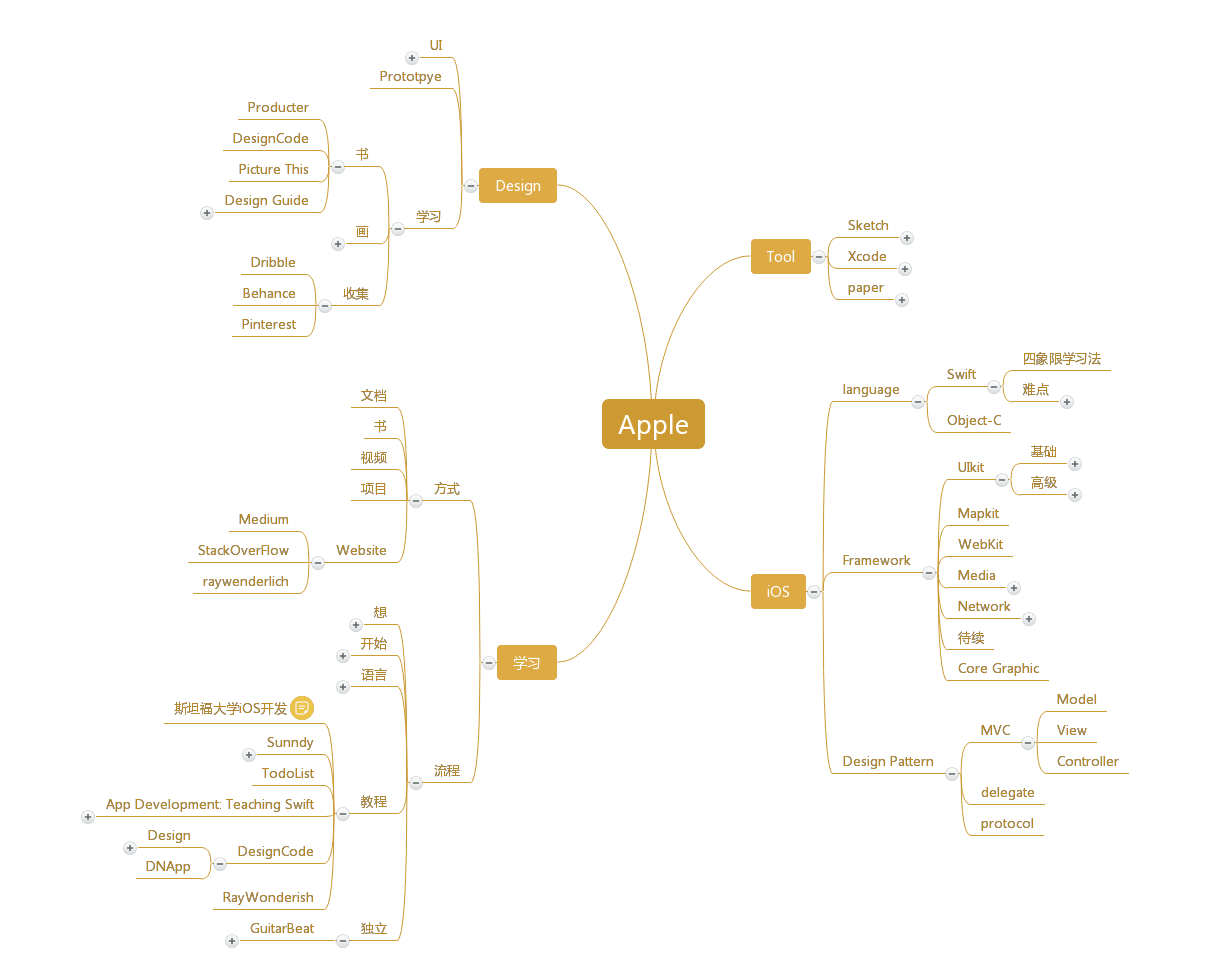 Apple
Design
UI
Prototpye
学习
书
Producter
DesignCode
Picture This
Design Guide
画
收集
Dribble
Behance
Pinterest
Tool
Sketch
Xcode
paper
iOS
language
Swift
四象限学习法
难点
Object-C
Framework
UIkit
基础
高级
Mapkit
WebKit
Media
Network
待续
Core Graphic
Design Pattern
MVC
Model
View
Controller
delegate
protocol
学习
方式
文档
书
视频
项目
Website
Medium
StackOverFlow
raywenderlich
流程
想
开始
语言
教程
斯坦福大学iOS开发
Sunndy
TodoList
App Development: Teaching Swift
DesignCode
Design
DNApp
RayWonderish
独立
GuitarBeat